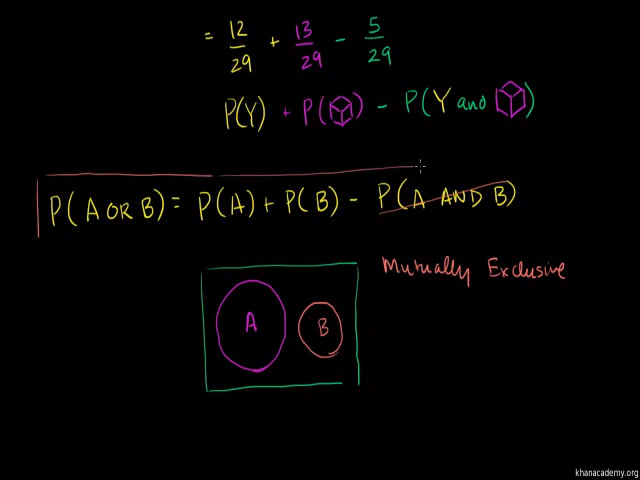 = 12/29 + 13/29 - 5/29
P(Y) + P( ) - P(Y and )
P(A OR B) = P(A) + P(B) - P(A AND B)
Mutually Exclusive
A B
khanacademy.org